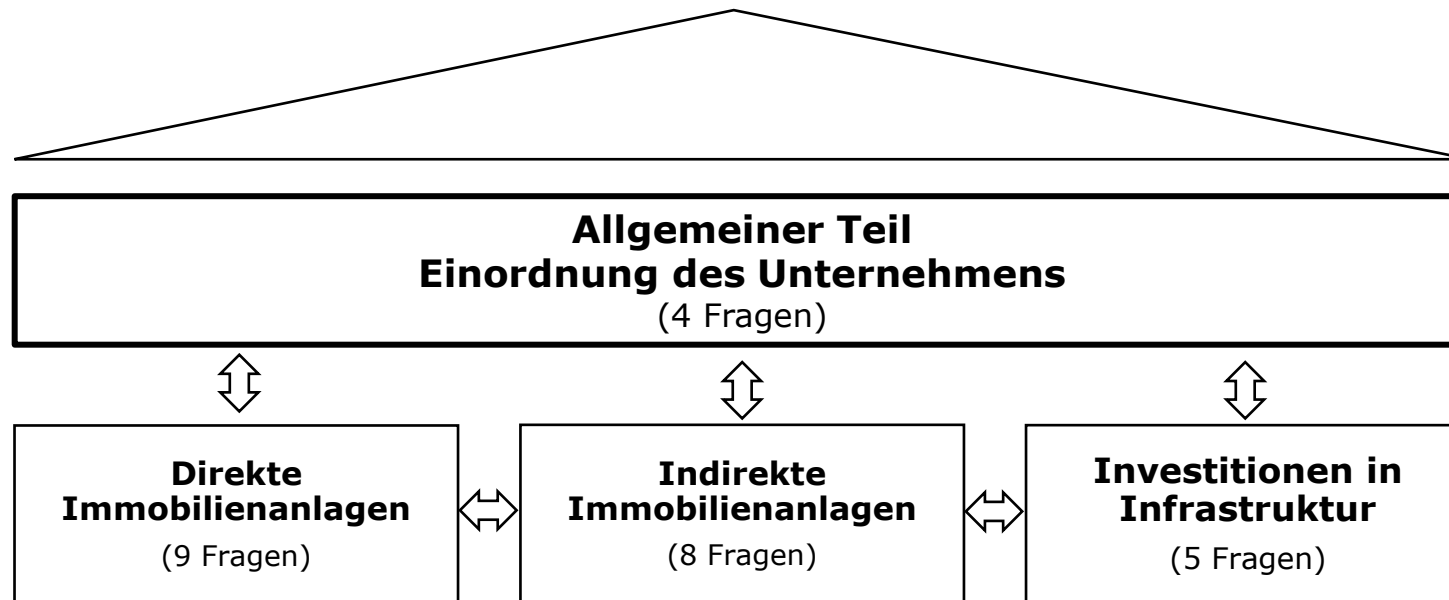 Allgemeiner Teil
Einordnung des Unternehmens
(4 Fragen)
Direkte
Immobilienanlagen
(9 Fragen)
Indirekte
Immobilienanlagen
(8 Fragen)
Investitionen in
Infrastruktur
(5 Fragen)